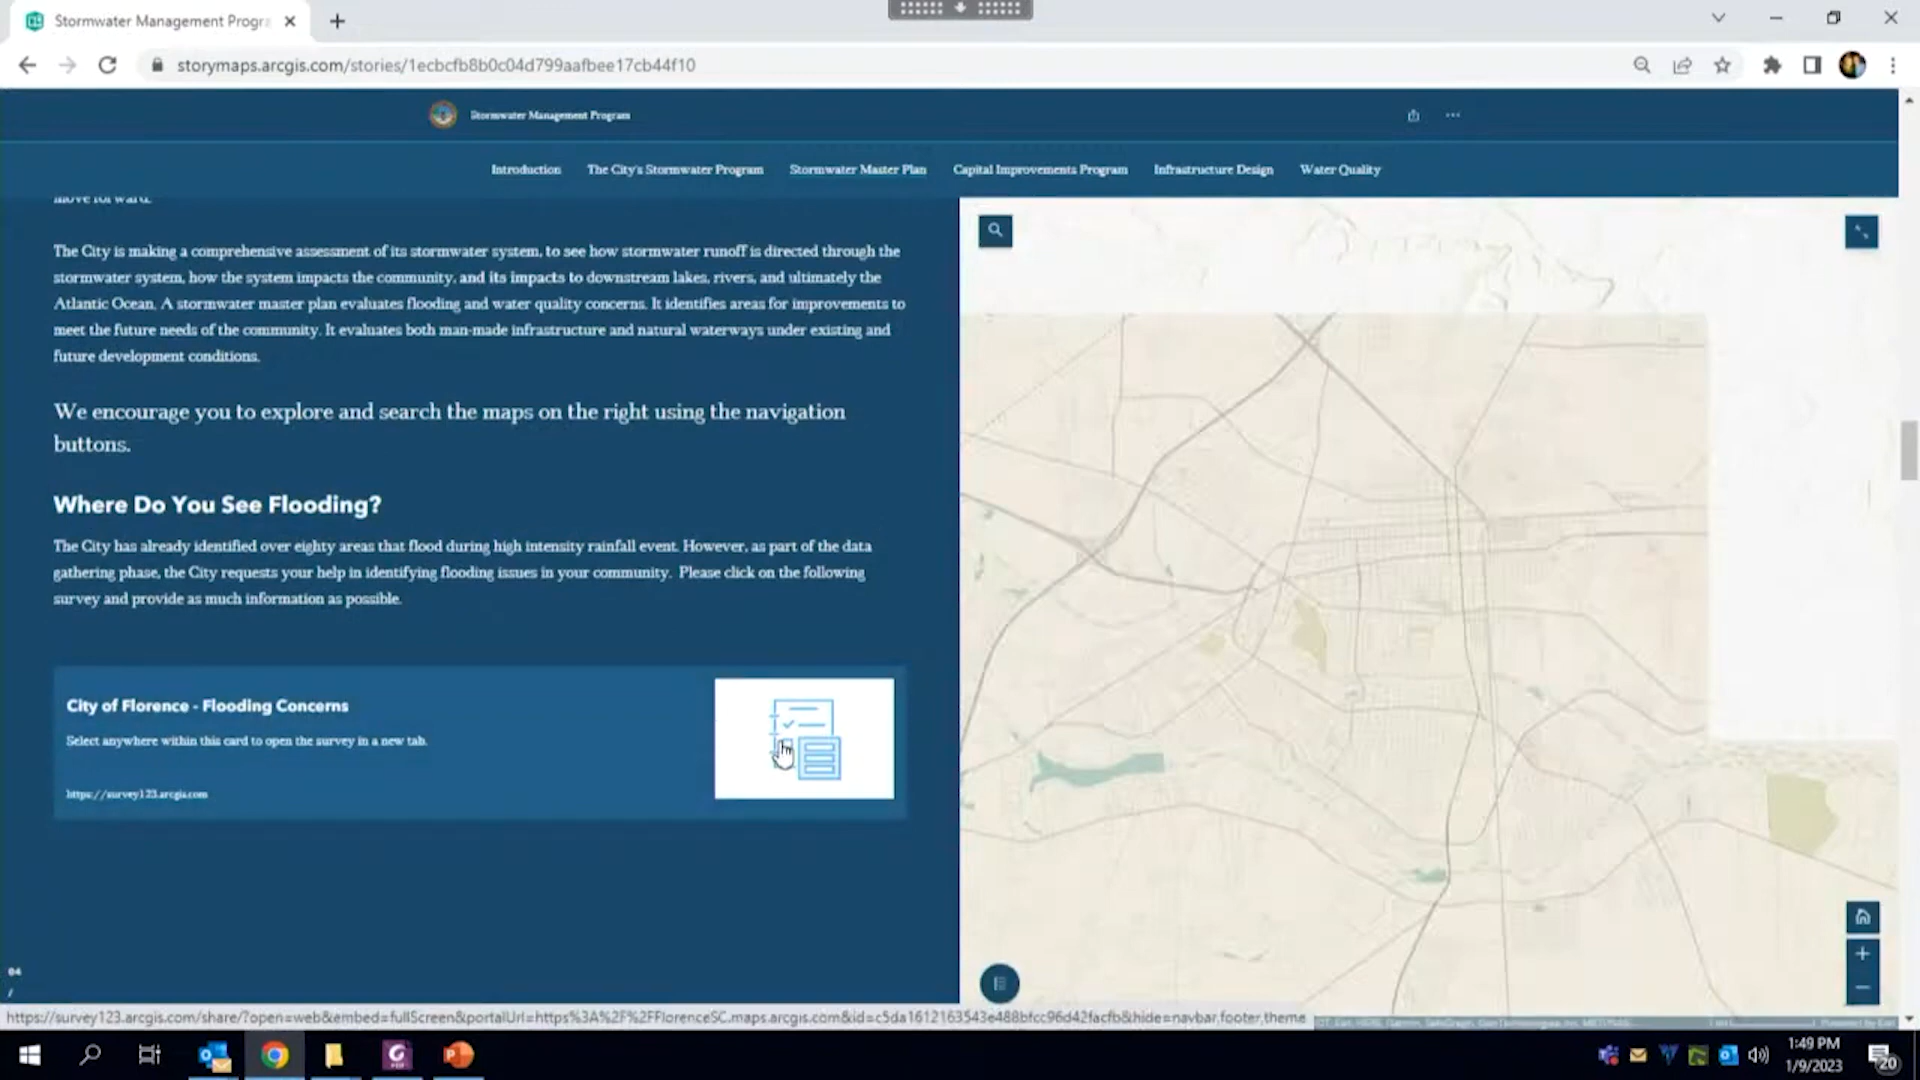 Stormwater Management Progra
storymaps.arcgis.com/stories/1ecbcfb8b0c04d799aafbee17cb44f10
Stormwater Management Program
Introduction The City's Stormwater Program Stormwater Master Plan Capital Improvements Program Infrastructure Design Water Quality
move forward.
The City is making a comprehensive assessment of its stormwater system, to see how stormwater runoff is directed through the
stormwater system, how the system impacts the community, and its impacts to downstream lakes, rivers, and ultimately the
Atlantic Ocean. A stormwater master plan evaluates flooding and water quality concerns. It identifies areas for improvements to
meet the future needs of the community. It evaluates both man-made infrastructure and natural waterways under existing and
future development conditions.
We encourage you to explore and search the maps on the right using the navigation
buttons.
Where Do You See Flooding?
The City has already identified over eighty areas that flood during high intensity rainfall event. However, as part of the data
gathering phase, the City requests your help in identifying flooding issues in your community. Please click on the following
survey and provide as much information as possible.
City of Florence - Flooding Concerns
Select anywhere within this card to open the survey in a new tab.
https://survey123.arcgis.com
04
/
https://survey123.arcgis.com/share/?open=web&embed=fullScreen&portalUrl=https%3A%2F%2FFlorenceSC.maps.arcgis.com&id=c5da1612163543e488bfcc96d42facfb&hide=navbar,footer,theme
1:49 PM
1/9/2023
20